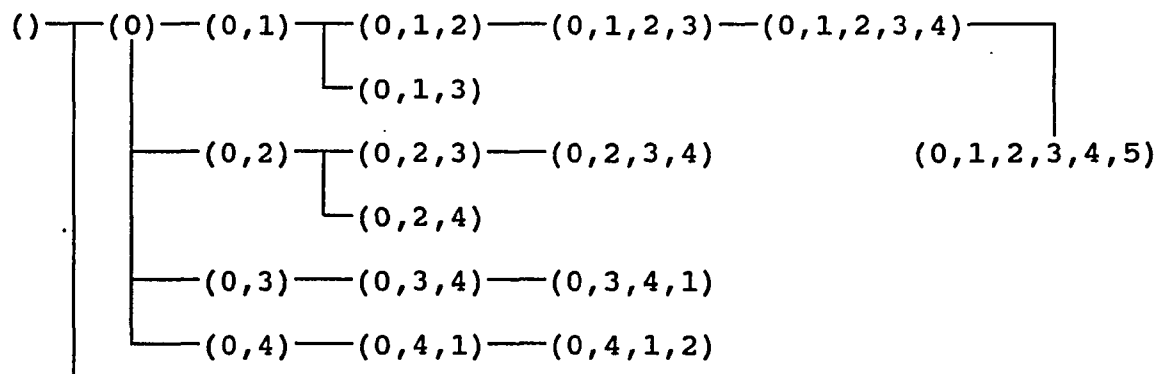 () (0) (0,1) (0,1,2) (0,1,2,3) (0,1,2,3,4)
(0,1,3)
(0,2) (0,2,3) (0,2,3,4) (0,1,2,3,4,5)
(0,2,4)
(0,3) (0,3,4) (0,3,4,1)
(0,4) (0,4,1) (0,4,1,2)